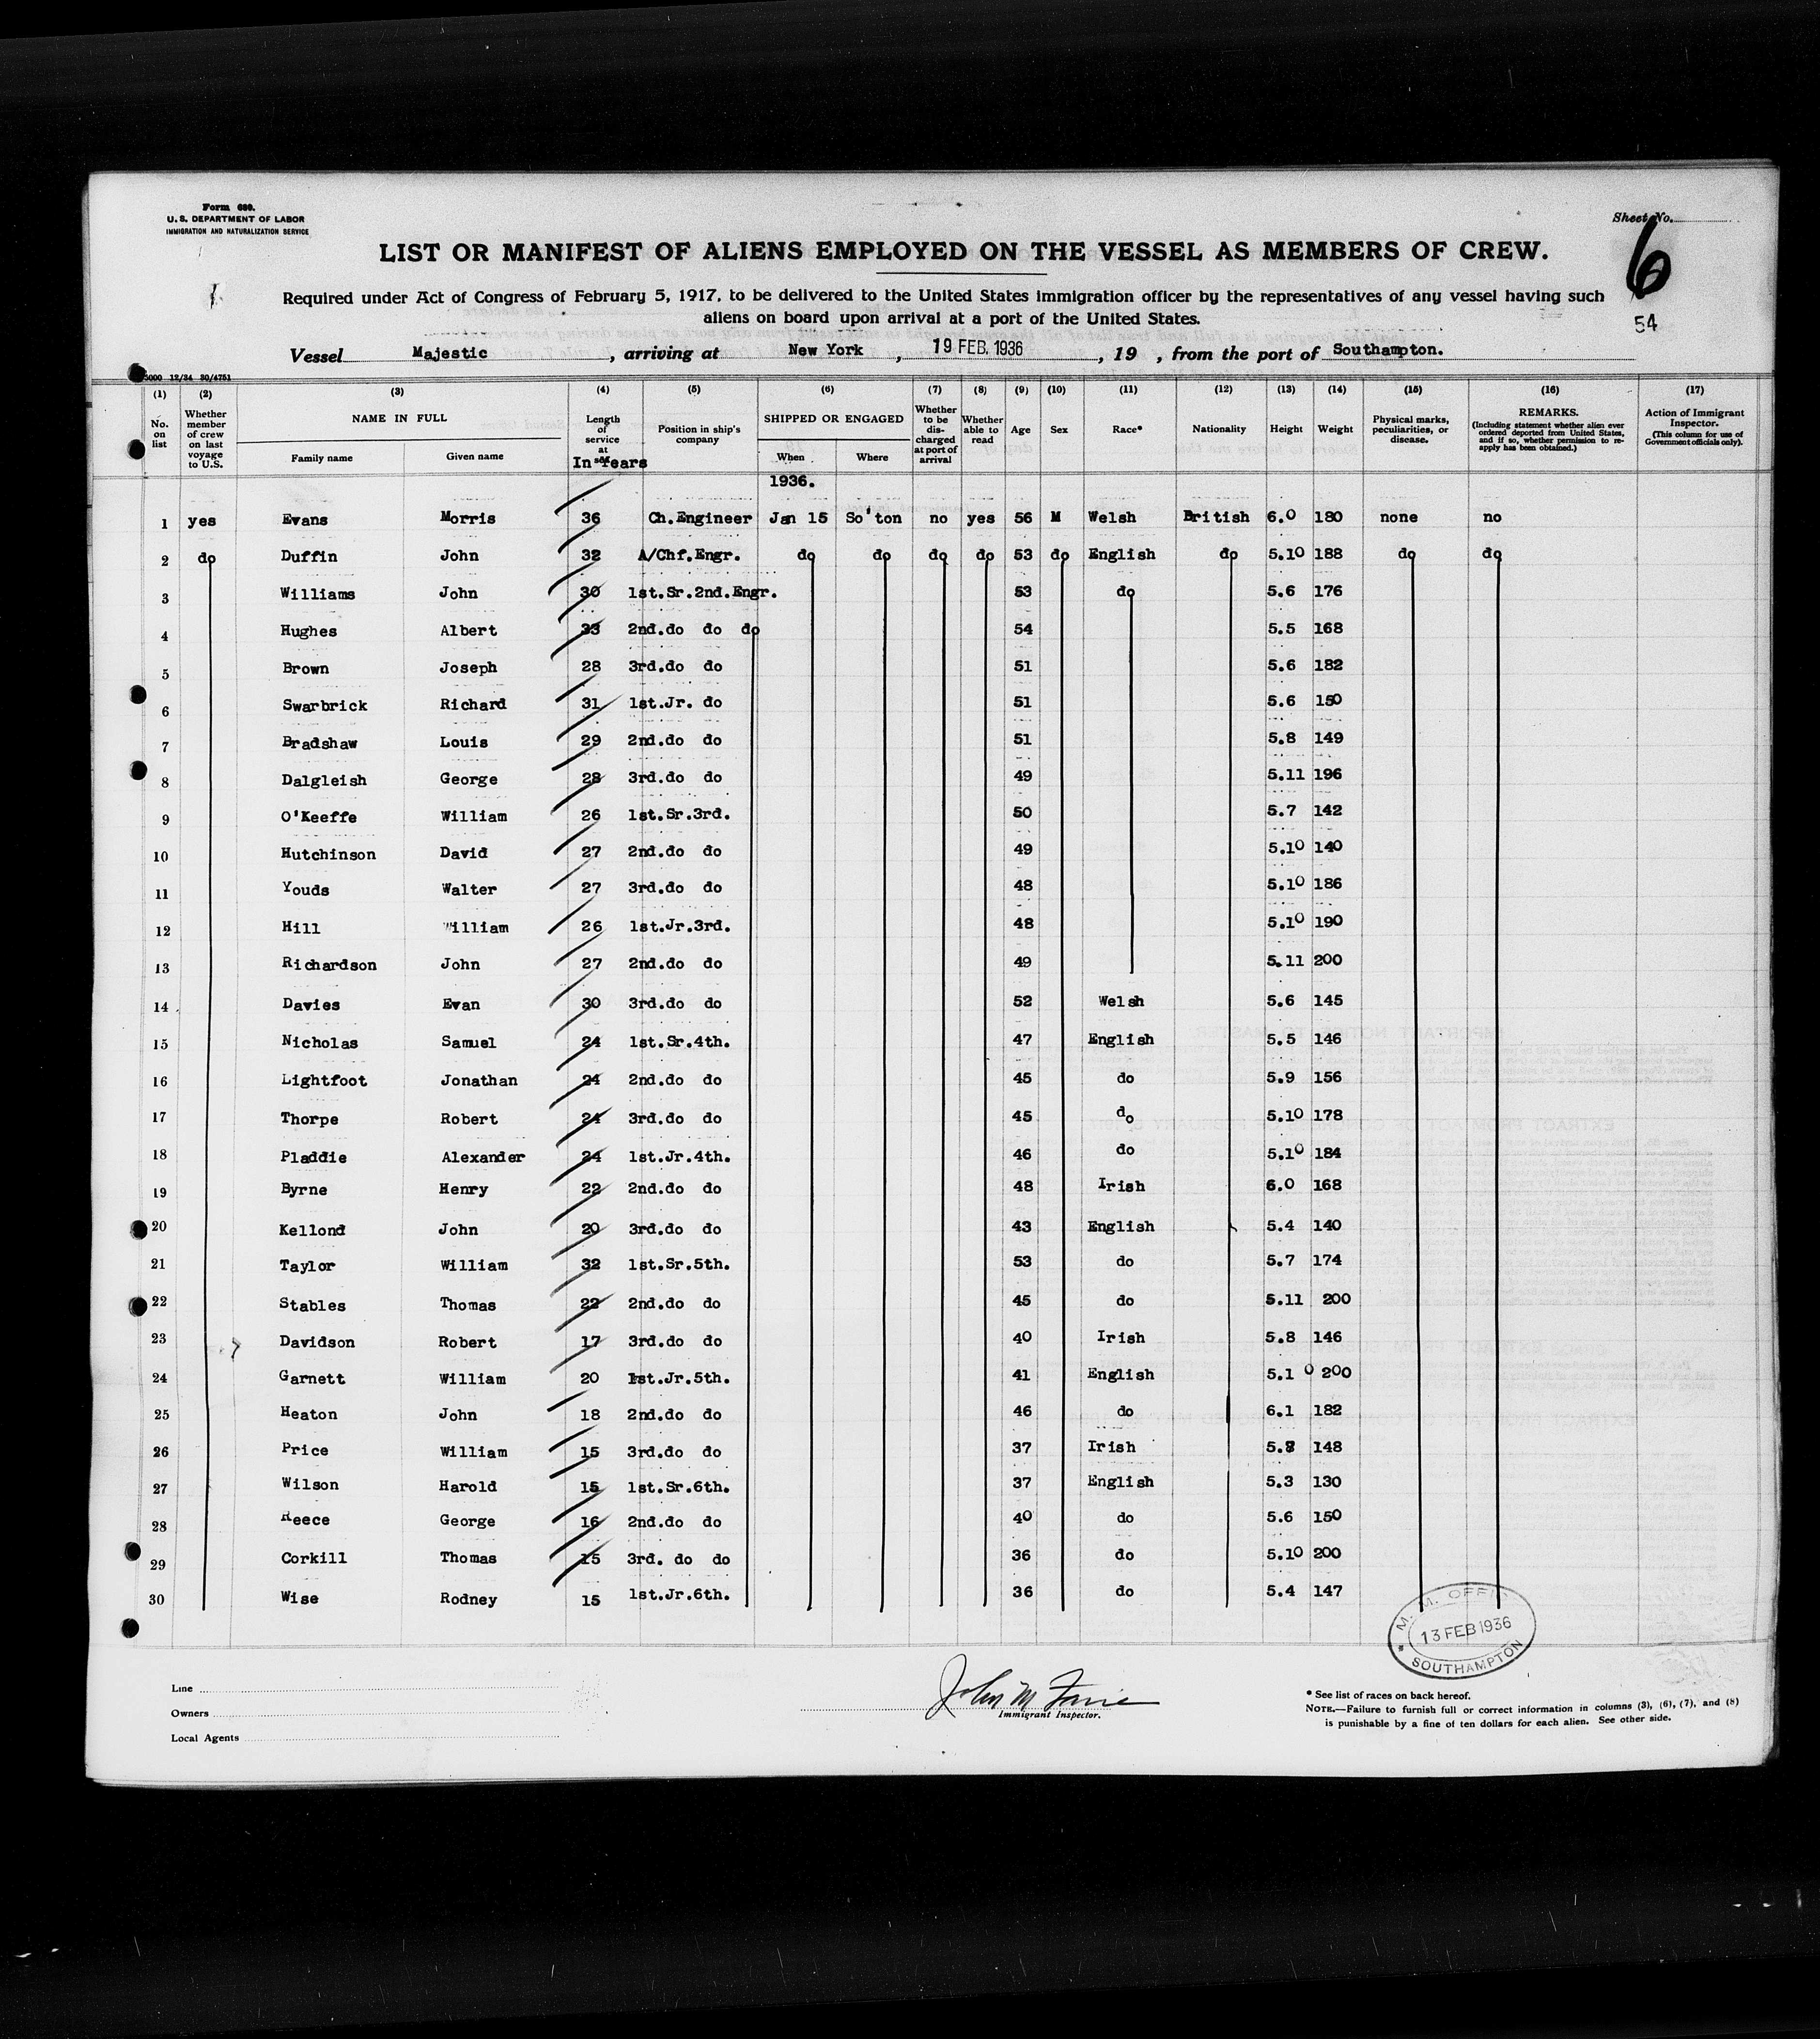 Form 680.
U. S. DEPARTMENT OF LABOR
IMMIGRATION AND NATURALIZATION SERVICE
Sheet No.
6
54
LIST OR MANIFEST OF ALIENS EMPLOYED ON THE VESSEL AS MEMBERS OF CREW.
Required under Act of Congress of February 5, 1917, to be delivered to the United States immigration officer by the representatives of any vessel having such
aliens on board upon arrival at a port of the United States.
Vessel Majestic, arriving at New York, 19 FEB. 1936, 19 , from the port of Southampton.
5000 12/34 30/4751
(1) (2) (3) (4) (5) (6) (7) (8) (9) (10) (11) (12) (13) (14) (15) (16) (17)
No. on list
Whether member of crew on last voyage to U.S.
NAME IN FULL
Family name
Given name
Length of service at
In Years
Position in ship's company
SHIPPED OR ENGAGED
When
Where
Whether to be discharged at port of arrival
Whether able to read
Age
Sex
Race*
Nationality
Height
Weight
Physical marks, peculiarities, or disease.
REMARKS.
(Including statement whether alien ever ordered deported from United States, and if so, whether permission to reapply has been obtained.)
Action of Immigrant Inspector.
(This column for use of Government officials only).
1936.
1 yes Evans Morris 36 Ch.Engineer Jan 15 So'ton no yes 56 M Welsh British 6.0 180 none no
2 do Duffin John 32 A/Chf.Engr. do do do do 53 do English do 5.10 188 do do
3 Williams John 30 1st.Sr.2nd.Engr. 53 do 5.6 176
4 Hughes Albert 33 2nd.do do do 54 5.5 168
5 Brown Joseph 28 3rd.do do 51 5.6 182
6 Swarbrick Richard 31 1st.Jr. do 51 5.6 150
7 Bradshaw Louis 29 2nd.do do 51 5.8 149
8 Dalgleish George 28 3rd.do do 49 5.11 196
9 O'Keeffe William 26 1st.Sr.3rd. 50 5.7 142
10 Hutchinson David 27 2nd.do do 49 5.10 140
11 Youds Walter 27 3rd.do do 48 5.10 186
12 Hill William 26 1st.Jr.3rd. 48 5.10 190
13 Richardson John 27 2nd.do do 49 5.11 200
14 Davies Evan 30 3rd.do do 52 Welsh 5.6 145
15 Nicholas Samuel 24 1st.Sr.4th. 47 English 5.5 146
16 Lightfoot Jonathan 24 2nd.do do 45 do 5.9 156
17 Thorpe Robert 24 3rd.do do 45 do 5.10 178
18 Pladdie Alexander 24 1st.Jr.4th. 46 do 5.10 184
19 Byrne Henry 22 2nd.do do 48 Irish 6.0 168
20 Kellond John 20 3rd.do do 43 English 5.4 140
21 Taylor William 32 1st.Sr.5th. 53 do 5.7 174
22 Stables Thomas 22 2nd.do do 45 do 5.11 200
23 Davidson Robert 17 3rd.do do 40 Irish 5.8 146
24 Garnett William 20 1st.Jr.5th. 41 English 5.10 200
25 Heaton John 18 2nd.do do 46 do 6.1 182
26 Price William 15 3rd.do do 37 Irish 5.8 148
27 Wilson Harold 15 1st.Sr.6th. 37 English 5.3 130
28 Reece George 16 2nd.do do 40 do 5.6 150
29 Corkill Thomas 15 3rd. do do 36 do 5.10 200
30 Wise Rodney 15 1st.Jr.6th. 36 do 5.4 147
M. M. OFFICE
13 FEB 1936
SOUTHAMPTON
Line
Owners
Local Agents
John M
Immigrant Inspector.
* See list of races on back hereof.
NOTE.—Failure to furnish full or correct information in columns (3), (6), (7), and (8)
is punishable by a fine of ten dollars for each alien. See other side.